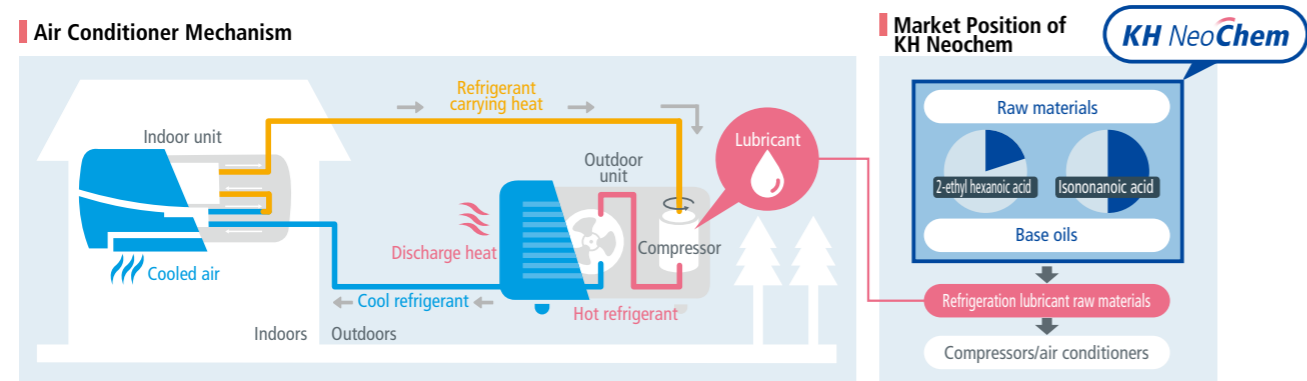 Air Conditioner Mechanism
Refrigerant
carrying heat
Indoor unit
Lubricant
Outdoor
unit
Compressor
Discharge heat
Cooled air
Cool refrigerant
Hot refrigerant
Indoors
Outdoors
Market Position of
KH Neochem
KH NeoChem
Raw materials
2-ethyl hexanoic acid
Isononanoic acid
Base oils
Refrigeration lubricant raw materials
Compressors/air conditioners